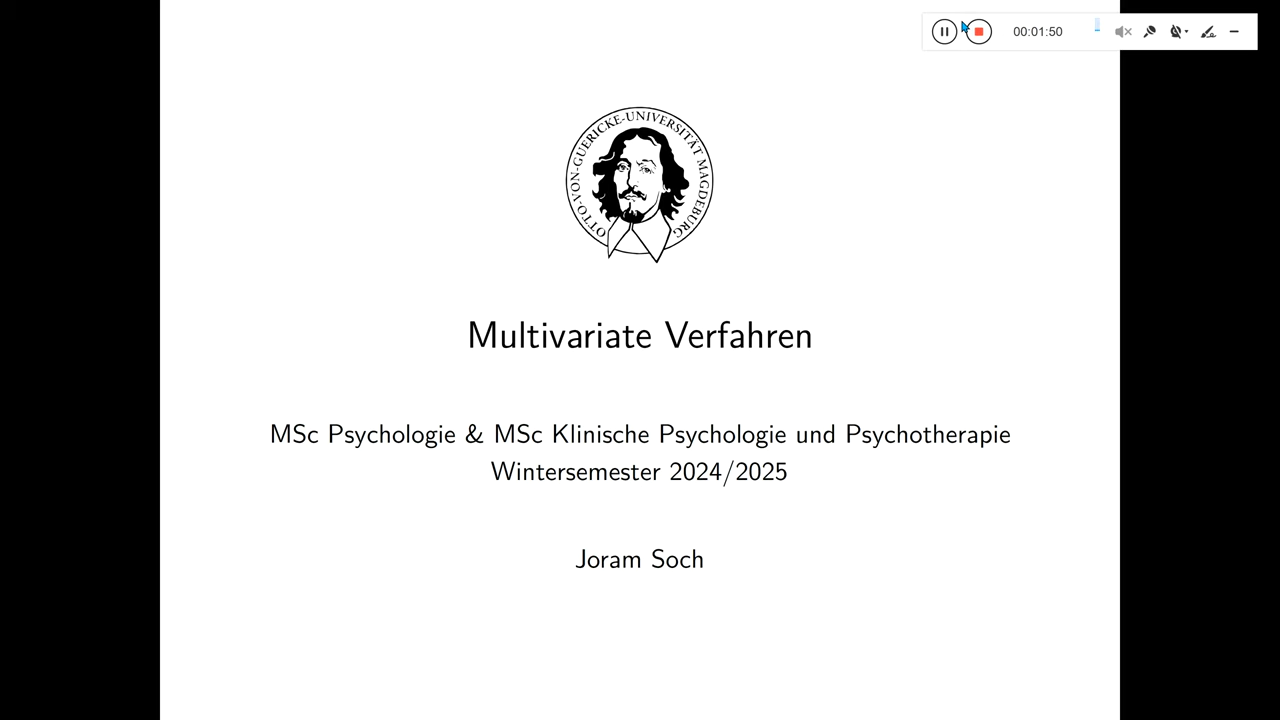 00:01:50
OTTO-VON-GUERICKE-UNIVERSITÄT MAGDEBURG
Multivariate Verfahren
MSc Psychologie & MSc Klinische Psychologie und Psychotherapie
Wintersemester 2024/2025
Joram Soch